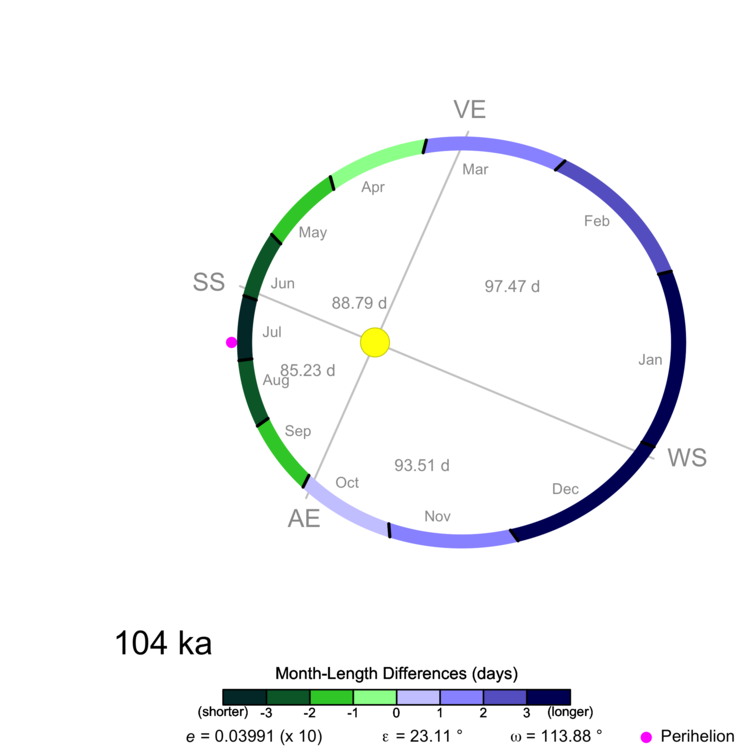 VE
Mar
Apr
Feb
May
SS
Jun
97.47 d
88.79 d
Jul
Jan
85.23 d
Aug
Sep
WS
93.51 d
Oct
Dec
AE
Nov
104 ka
Month-Length Differences (days)
(shorter) -3 -2 -1 0 1 2 3 (longer)
e = 0.03991 (x 10) ε = 23.11 ° ω = 113.88 ° Perihelion